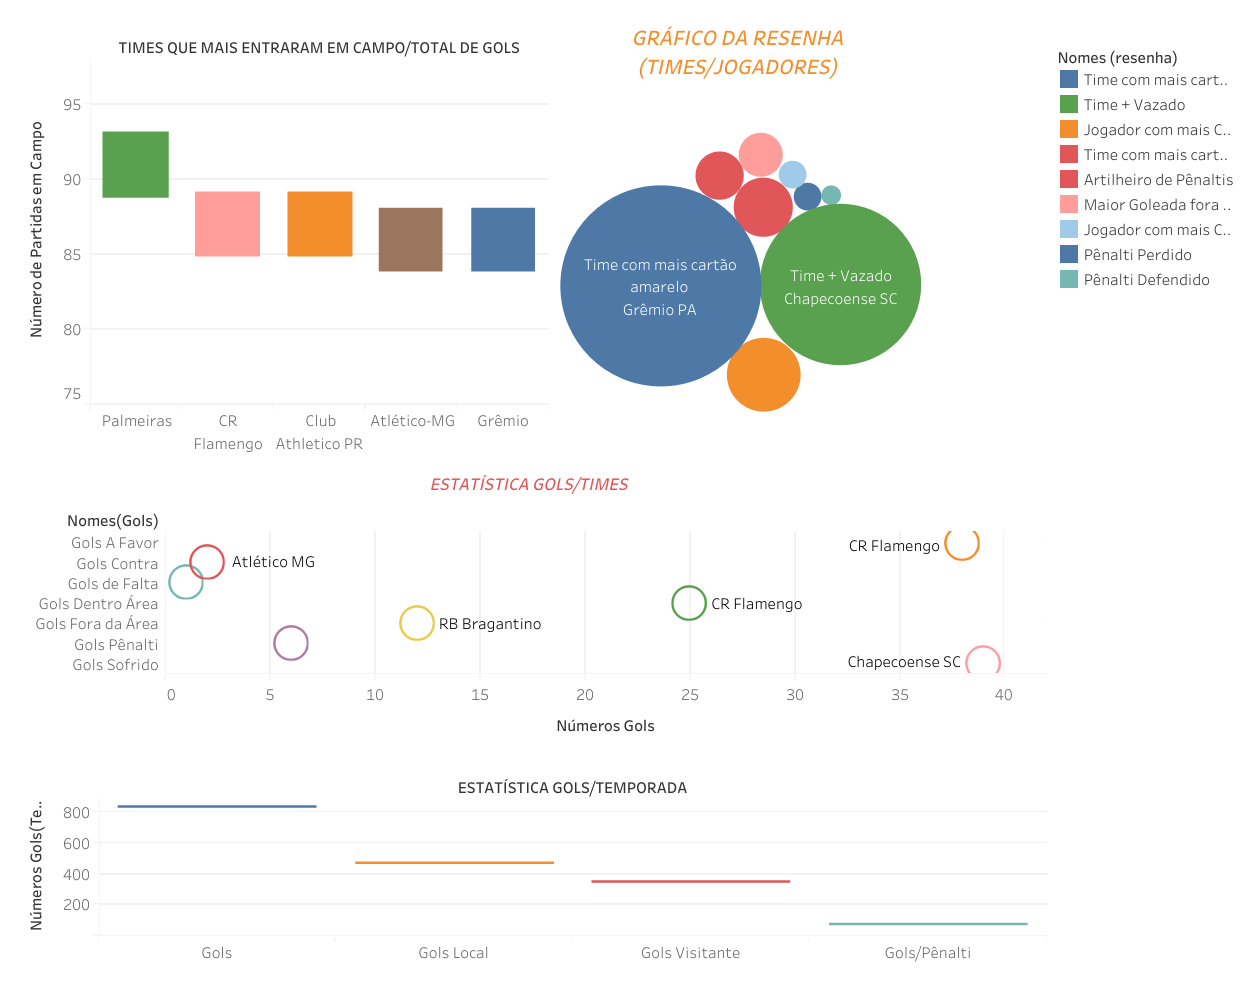 TIMES QUE MAIS ENTRARAM EM CAMPO/TOTAL DE GOLS
Número de Partidas em Campo
95
90
85
80
75
Palmeiras
CR
Flamengo
Club
Athletico PR
Atlético-MG
Grêmio
GRÁFICO DA RESENHA
(TIMES/JOGADORES)
Time com mais cartão
amarelo
Grêmio PA
Time + Vazado
Chapecoense SC
Nomes (resenha)
Time com mais cart..
Time + Vazado
Jogador com mais C..
Time com mais cart..
Artilheiro de Pênaltis
Maior Goleada fora ..
Jogador com mais C..
Pênalti Perdido
Pênalti Defendido
ESTATÍSTICA GOLS/TIMES
Nomes(Gols)
Gols A Favor
Gols Contra
Gols de Falta
Gols Dentro Área
Gols Fora da Área
Gols Pênalti
Gols Sofrido
CR Flamengo
Atlético MG
CR Flamengo
RB Bragantino
Chapecoense SC
0
5
10
15
20
25
30
35
40
Números Gols
ESTATÍSTICA GOLS/TEMPORADA
Números Gols(Te..
800
600
400
200
Gols
Gols Local
Gols Visitante
Gols/Pênalti